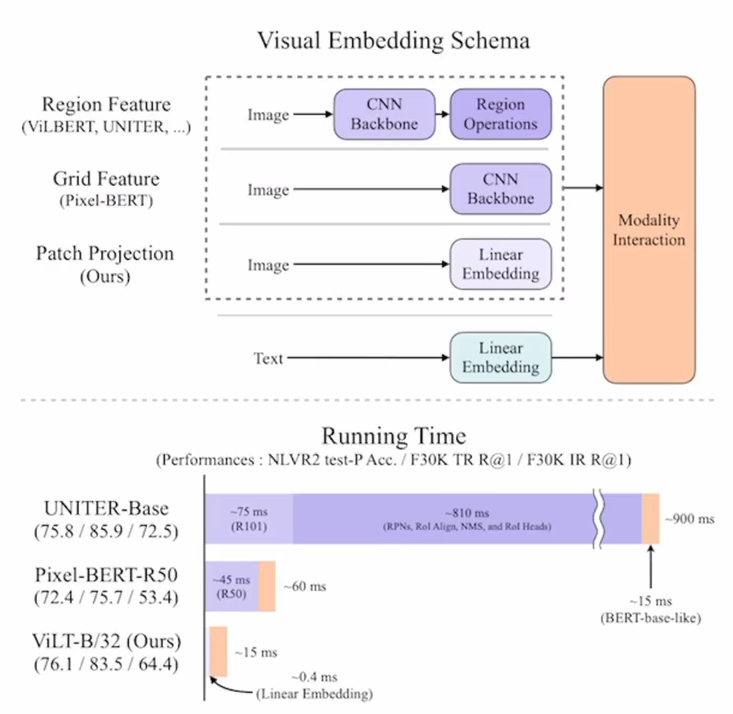 Visual Embedding Schema
Region Feature
(ViLBERT, UNITER, ...)
Image
CNN
Backbone
Region
Operations
Grid Feature
(Pixel-BERT)
Image
CNN
Backbone
Patch Projection
(Ours)
Image
Linear
Embedding
Modality
Interaction
Text
Linear
Embedding
Running Time
(Performances : NLVR2 test-P Acc. / F30K TR R@1 / F30K IR R@1)
UNITER-Base
(75.8 / 85.9 / 72.5)
~75 ms
(R101)
~810 ms
(RPNs, RoI Align, NMS, and RoI Heads)
~900 ms
~15 ms
(BERT-base-like)
Pixel-BERT-R50
(72.4 / 75.7 / 53.4)
~45 ms
(R50)
~60 ms
ViLT-B/32 (Ours)
(76.1 / 83.5 / 64.4)
~15 ms
~0.4 ms
(Linear Embedding)